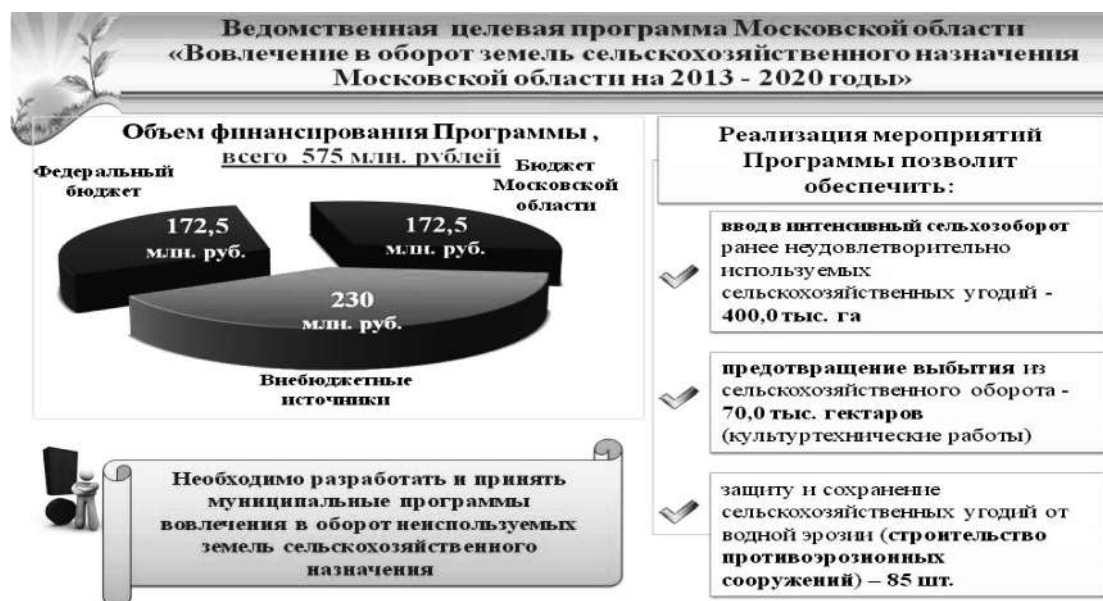 Ведомственная целевая программа Московской области
«Вовлечение в оборот земель сельскохозяйственного назначения
Московской области на 2013 - 2020 годы»
Объем финансирования Программы ,
всего 575 млн. рублей
Федеральный
бюджет
Бюджет
Московской
области
172,5
млн. руб.
172,5
млн. руб.
230
млн. руб.
Внебюджетные
источники
Необходимо разработать и принять
муниципальные программы
вовлечения в оборот неиспользуемых
земель сельскохозяйственного
назначения
Реализация мероприятий
Программы позволит
обеспечить:
ввод в интенсивный сельхозоборот
ранее неудовлетворительно
используемых
сельскохозяйственных угодий -
400,0 тыс. га
предотвращение выбытия из
сельскохозяйственного оборота -
70,0 тыс. гектаров
(культуртехнические работы)
защиту и сохранение
сельскохозяйственных угодий от
водной эрозии (строительство
противоэрозионных
сооружений) – 85 шт.